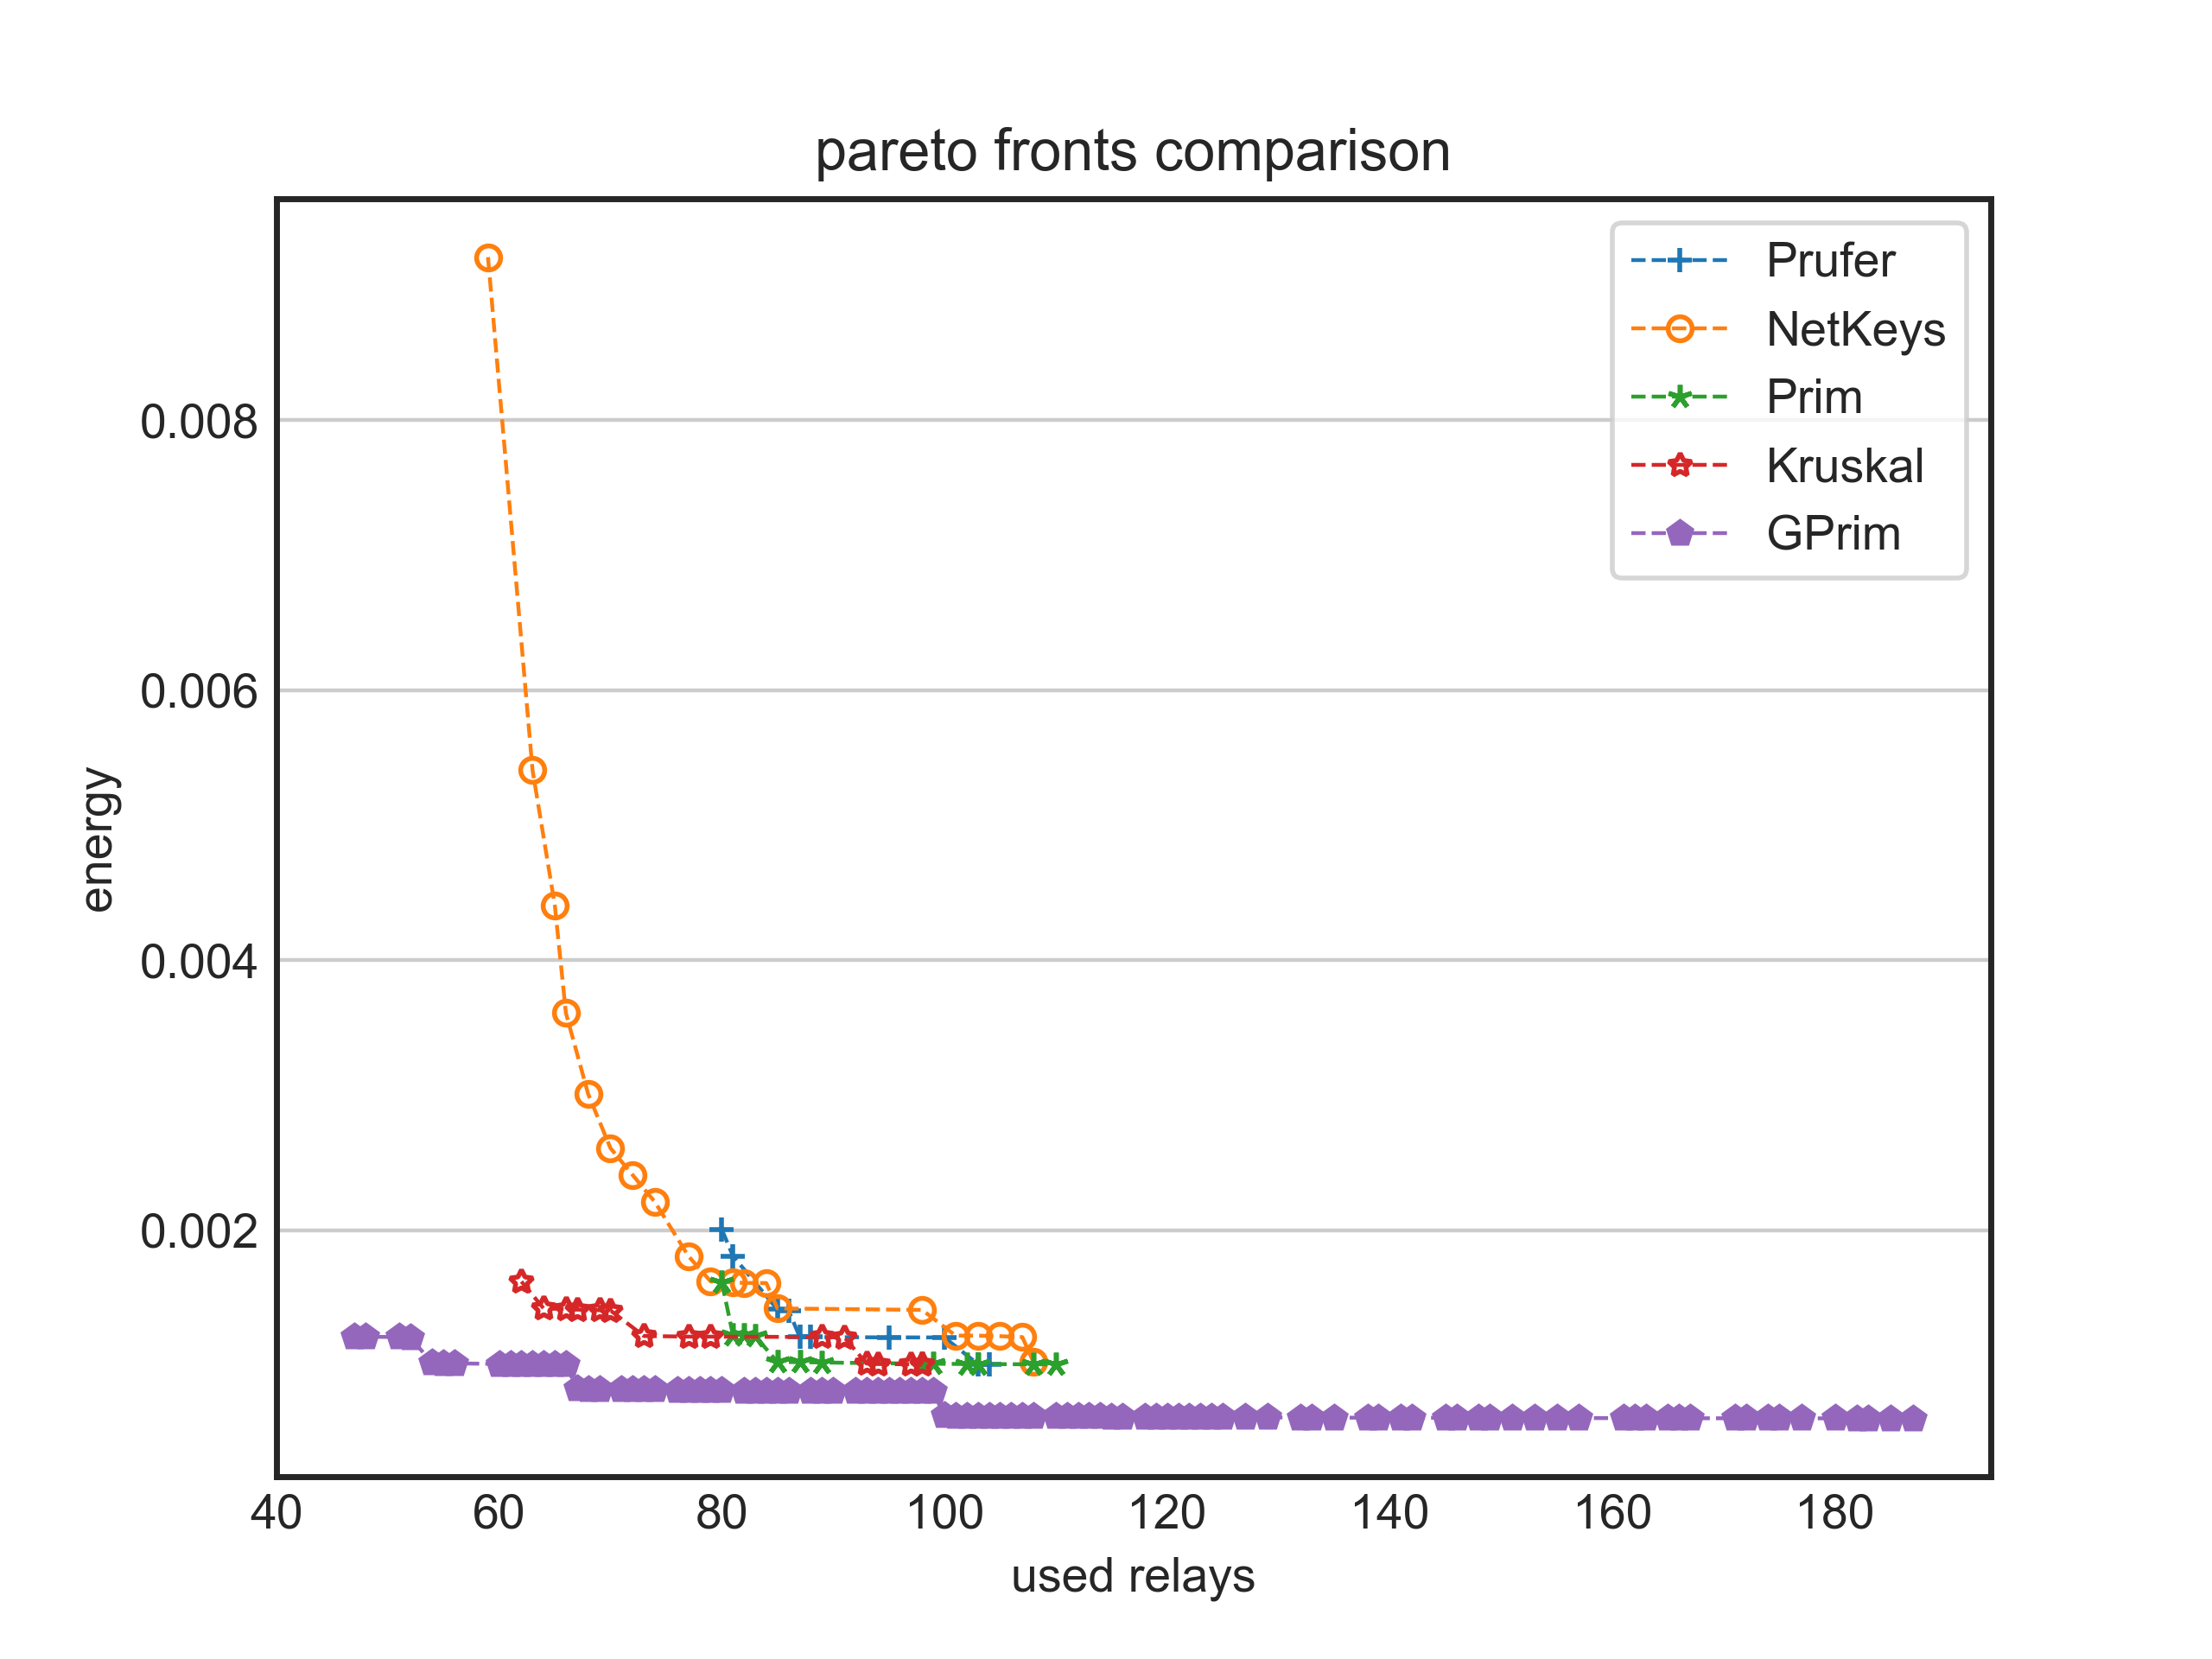 pareto fronts comparison
Prufer
NetKeys
Prim
Kruskal
GPrim
0.008
0.006
0.004
0.002
energy
40 60 80 100 120 140 160 180
used relays